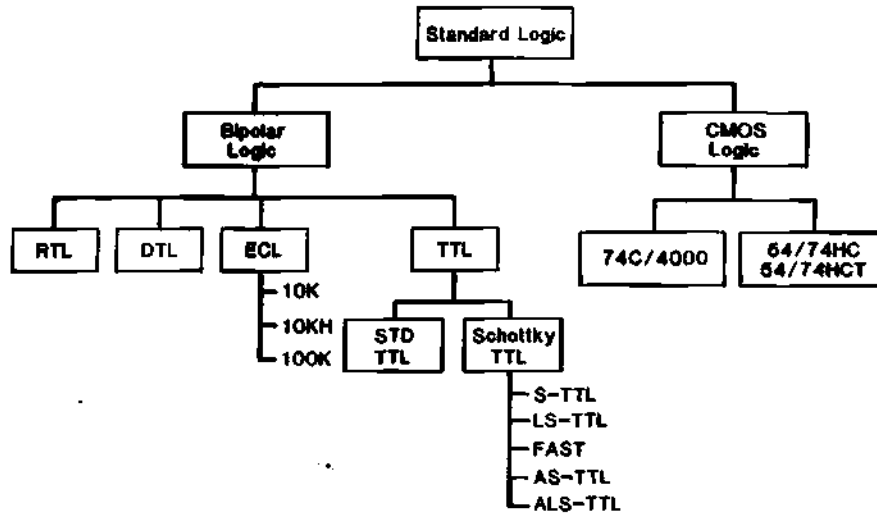 Standard Logic
Bipolar
Logic
CMOS
Logic
RTL
DTL
ECL
TTL
74C/4000
54/74HC
54/74HCT
10K
10KH
100K
STD
TTL
Schottky
TTL
S-TTL
LS-TTL
FAST
AS-TTL
ALS-TTL